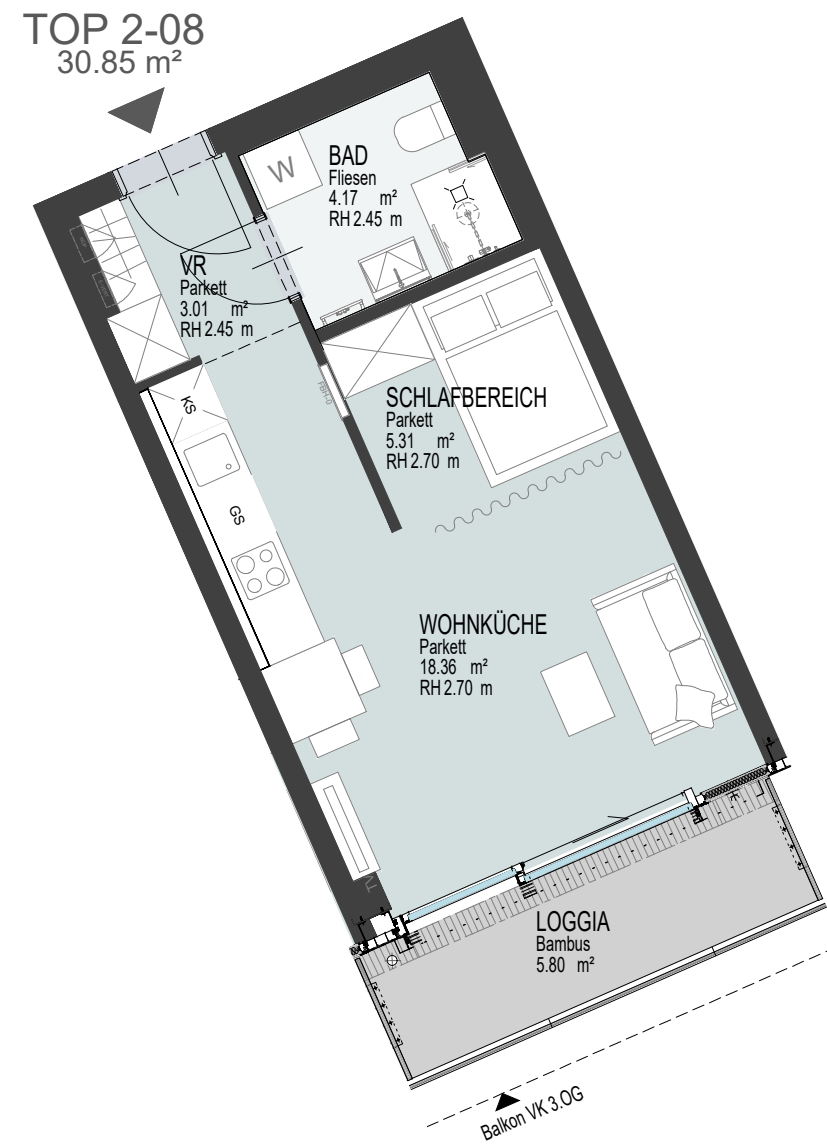 TOP 2-08
30.85 m²
W
BAD
Fliesen
4.17 m²
RH 2.45 m
VR
Parkett
3.01 m²
RH 2.45 m
KS
SCHLAFBEREICH
Parkett
5.31 m²
RH 2.70 m
GS
WOHNKÜCHE
Parkett
18.36 m²
RH 2.70 m
TV
LOGGIA
Bambus
5.80 m²
Balkon VK 3.OG